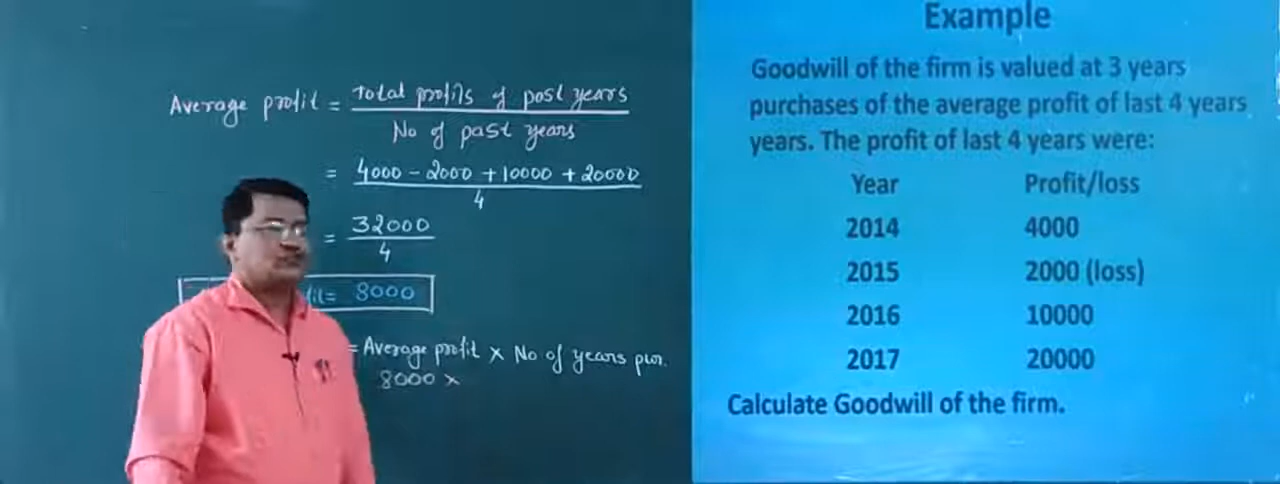 Average profit = Total profits of post years
No of past years
= 4000 - 2000 + 10000 + 20000
4
= 32000
4
= 8000
= Average profit × No of years pur.
8000 ×
Example
Goodwill of the firm is valued at 3 years
purchases of the average profit of last 4 years
years. The profit of last 4 years were:
Year Profit/loss
2014 4000
2015 2000 (loss)
2016 10000
2017 20000
Calculate Goodwill of the firm.